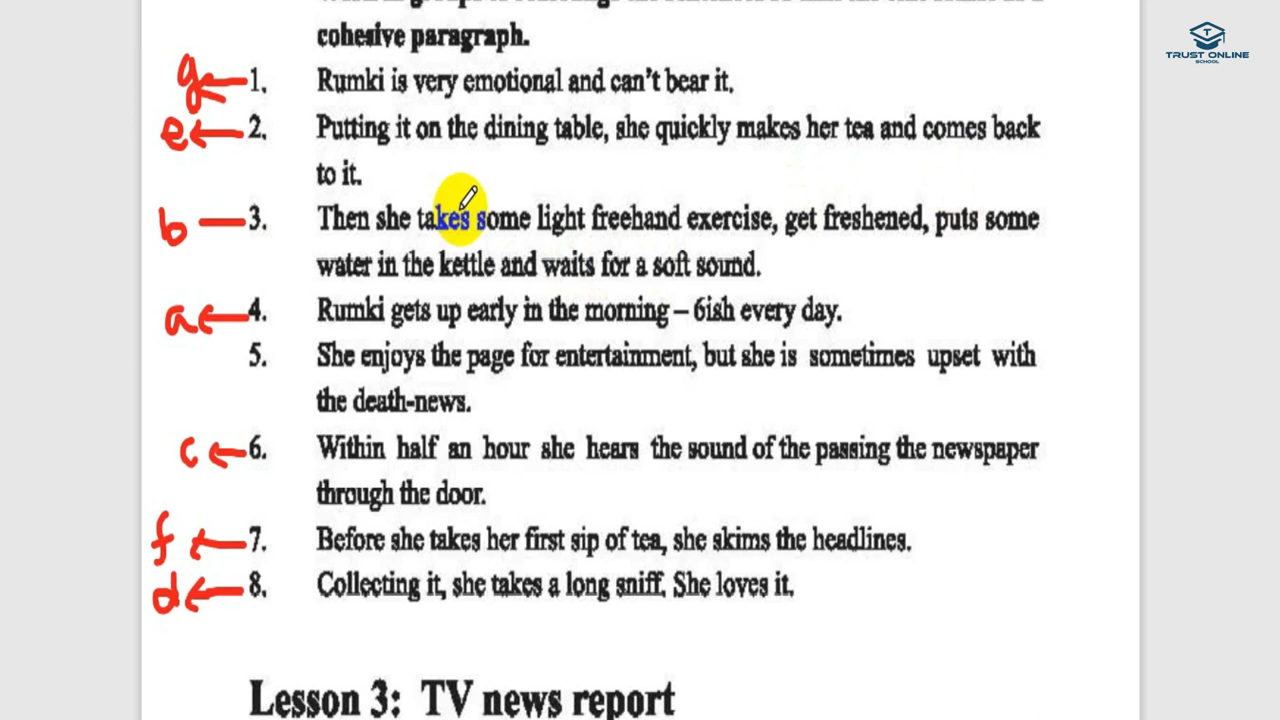 cohesive paragraph.
TRUST ONLINE
SCHOOL
g 1. Rumki is very emotional and can't bear it.
e 2. Putting it on the dining table, she quickly makes her tea and comes back
to it.
b 3. Then she takes some light freehand exercise, get freshened, puts some
water in the kettle and waits for a soft sound.
a 4. Rumki gets up early in the morning – 6ish every day.
5. She enjoys the page for entertainment, but she is sometimes upset with
the death-news.
c 6. Within half an hour she hears the sound of the passing the newspaper
through the door.
f 7. Before she takes her first sip of tea, she skims the headlines.
d 8. Collecting it, she takes a long sniff. She loves it.
Lesson 3: TV news report